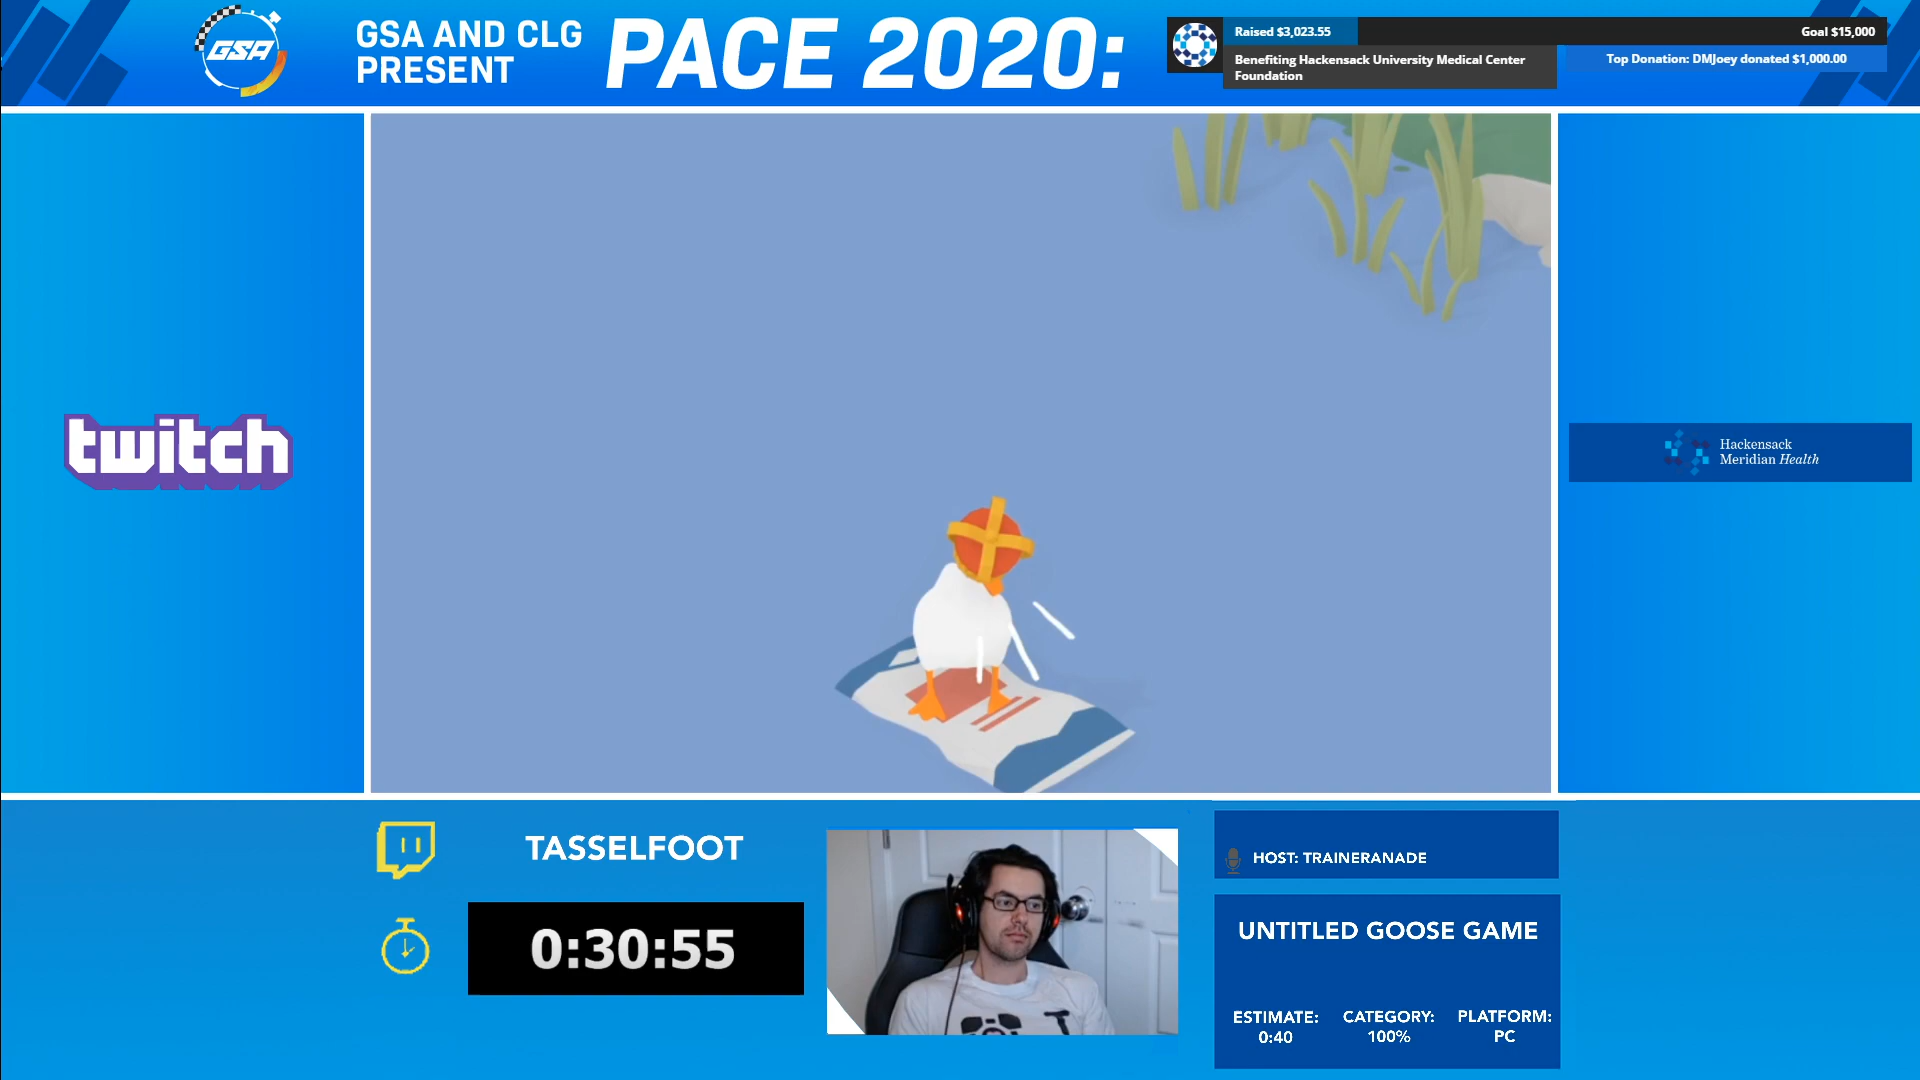 GSA
GSA AND CLG
PRESENT
PACE 2020:
Raised $3,023.55
Goal $15,000
Benefiting Hackensack University Medical Center
Foundation
Top Donation: DMJoey donated $1,000.00
twitch
Hackensack
Meridian Health
TASSELFOOT
0:30:55
HOST: TRAINERANADE
UNTITLED GOOSE GAME
ESTIMATE:
0:40
CATEGORY:
100%
PLATFORM:
PC